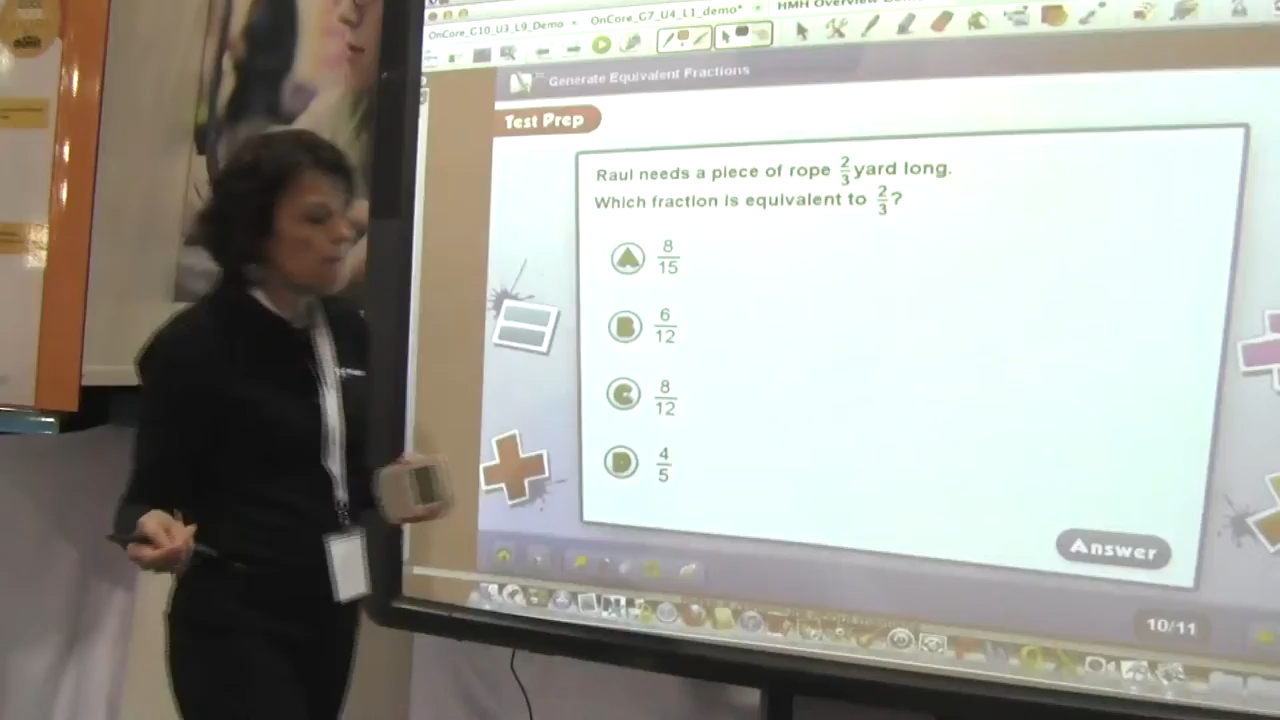 OnCore_G10_U3_L9_Demo
OnCore_G7_U4_L1_demo*
Generate Equivalent Fractions
Test Prep
Raul needs a piece of rope 2/3 yard long.
Which fraction is equivalent to 2/3?
A 8/15
B 6/12
C 8/12
D 4/5
Answer
10/11